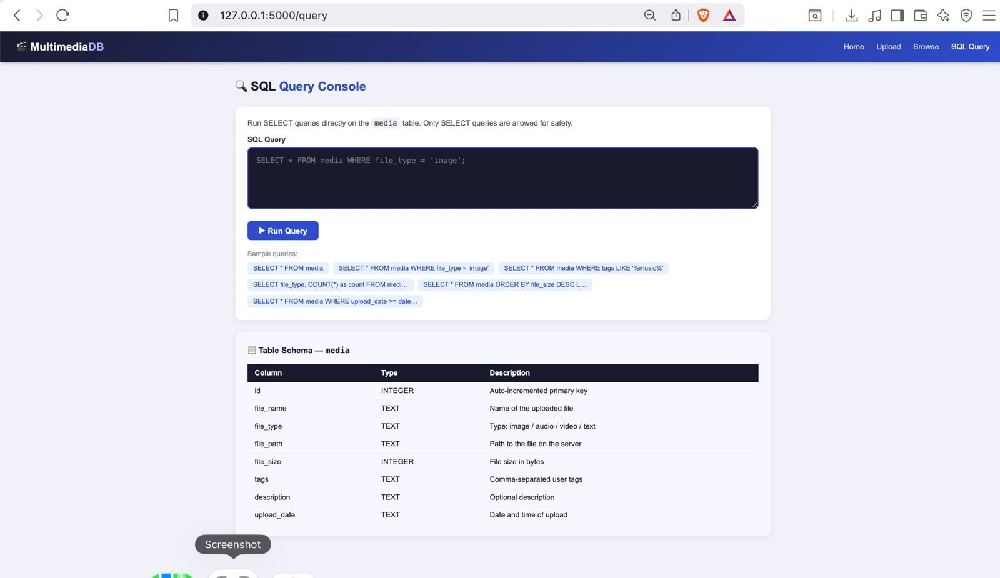 127.0.0.1:5000/query
MultimediaDB
Home Upload Browse SQL Query
SQL Query Console
Run SELECT queries directly on the media table. Only SELECT queries are allowed for safety.
SQL Query
SELECT * FROM media WHERE file_type = 'image';
▶ Run Query
Sample queries:
SELECT * FROM media SELECT * FROM media WHERE file_type = 'image' SELECT * FROM media WHERE tags LIKE '%music%'
SELECT file_type, COUNT(*) as count FROM medi... SELECT * FROM media ORDER BY file_size DESC L...
SELECT * FROM media WHERE upload_date >= date...
Table Schema — media
Column Type Description
id INTEGER Auto-incremented primary key
file_name TEXT Name of the uploaded file
file_type TEXT Type: image / audio / video / text
file_path TEXT Path to the file on the server
file_size INTEGER File size in bytes
tags TEXT Comma-separated user tags
description TEXT Optional description
upload_date TEXT Date and time of upload
Screenshot